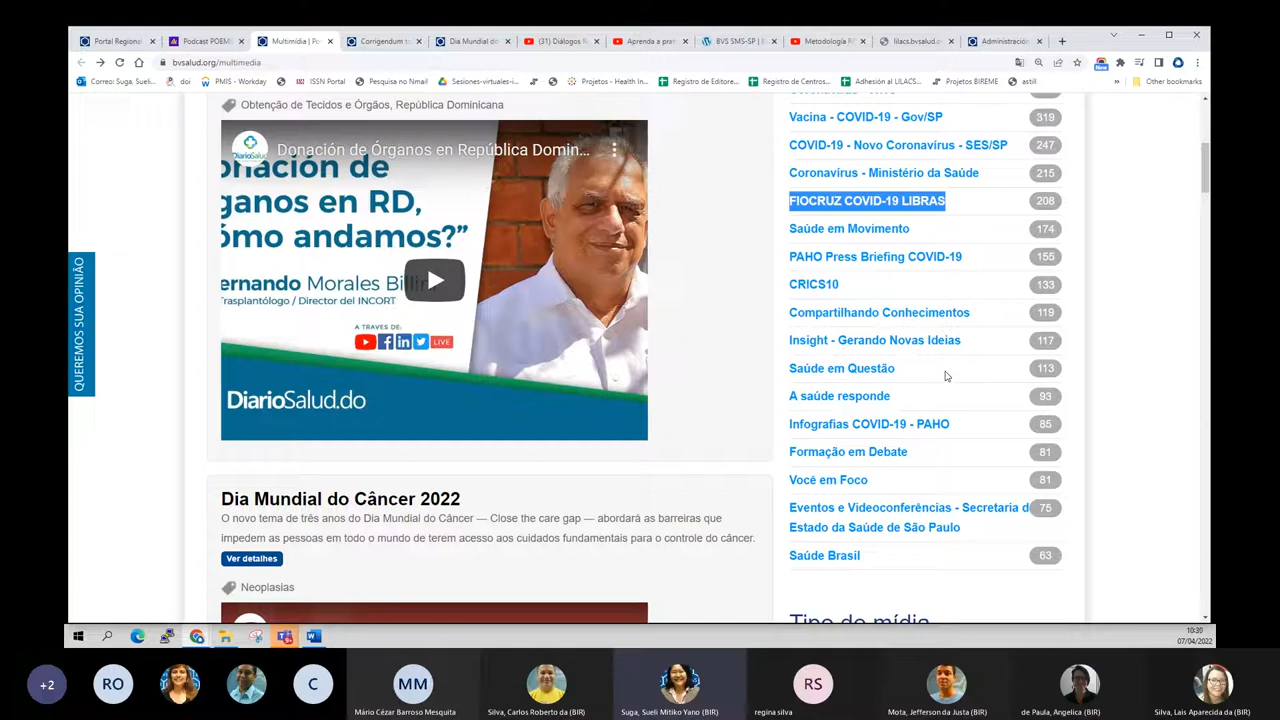 Portal Regional
Podcast POEMS
Multimídia | Po
Corrigendum to
Dia Mundial do
(31) Diálogos R
Aprenda a prat
BVS SMS-SP | B
Metodología R
lilacs.bvsalud.o
Administración
bvsalud.org/multimedia
Correo: Suga, Sueli...
PMIS - Workday
ISSN Portal
Pesquisa no Nmail
Sesiones-virtuales-i...
Projetos - Health In...
Registro de Editore...
Registro de Centros...
Adhesión al LILACS...
Projetos BIREME
astill
»
Other bookmarks
New
Obtenção de Tecidos e Órgãos, República Dominicana
DiarioSalud
Donación de Órganos en República Domin...
onación de
ganos en RD,
ómo andamos?”
ernando Morales Billini
Trasplantólogo / Director del INCORT
A TRAVES DE:
LIVE
DiarioSalud.do
Dia Mundial do Câncer 2022
O novo tema de três anos do Dia Mundial do Câncer — Close the care gap — abordará as barreiras que
impedem as pessoas em todo o mundo de terem acesso aos cuidados fundamentais para o controle do câncer.
Ver detalhes
Neoplasias
QUEREMOS SUA OPINIÃO
Vacina - COVID-19 - Gov/SP 319
COVID-19 - Novo Coronavírus - SES/SP 247
Coronavírus - Ministério da Saúde 215
FIOCRUZ COVID-19 LIBRAS 208
Saúde em Movimento 174
PAHO Press Briefing COVID-19 155
CRICS10 133
Compartilhando Conhecimentos 119
Insight - Gerando Novas Ideias 117
Saúde em Questão 113
A saúde responde 93
Infografias COVID-19 - PAHO 85
Formação em Debate 81
Você em Foco 81
Eventos e Videoconferências - Secretaria d 75
Estado da Saúde de São Paulo
Saúde Brasil 63
Tipo de mídia
10:30
07/04/2022
+2
RO
C
MM
RS
Mário Cézar Barroso Mesquita
Silva, Carlos Roberto da (BIR)
Suga, Sueli Mitiko Yano (BIR)
regina silva
Mota, Jefferson da Justa (BIR)
de Paula, Angelica (BIR)
Silva, Lais Aparecida da (BIR)